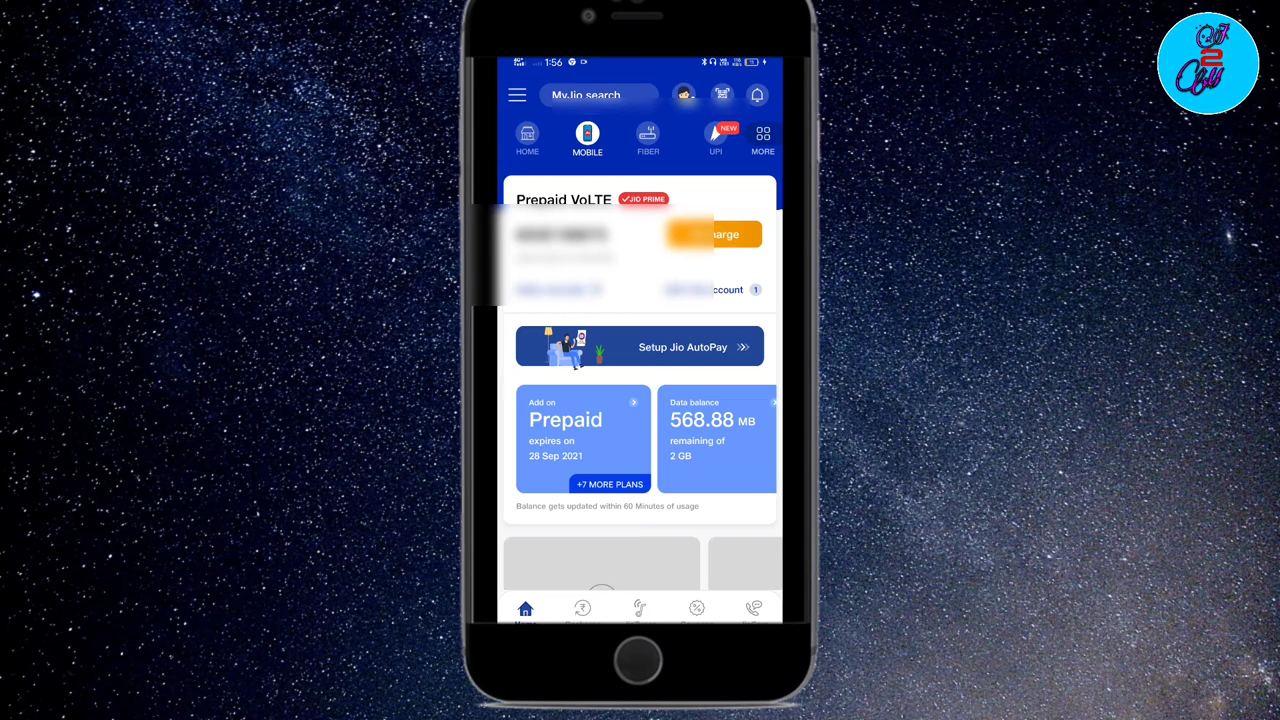 4G+
1:56
MyJio search
HOME
MOBILE
FIBER
NEW
UPI
MORE
Prepaid VoLTE
JIO PRIME
arge
ccount
1
Setup Jio AutoPay
Add on
Prepaid
expires on
28 Sep 2021
+7 MORE PLANS
Data balance
568.88 MB
remaining of
2 GB
Balance gets updated within 60 Minutes of usage
2